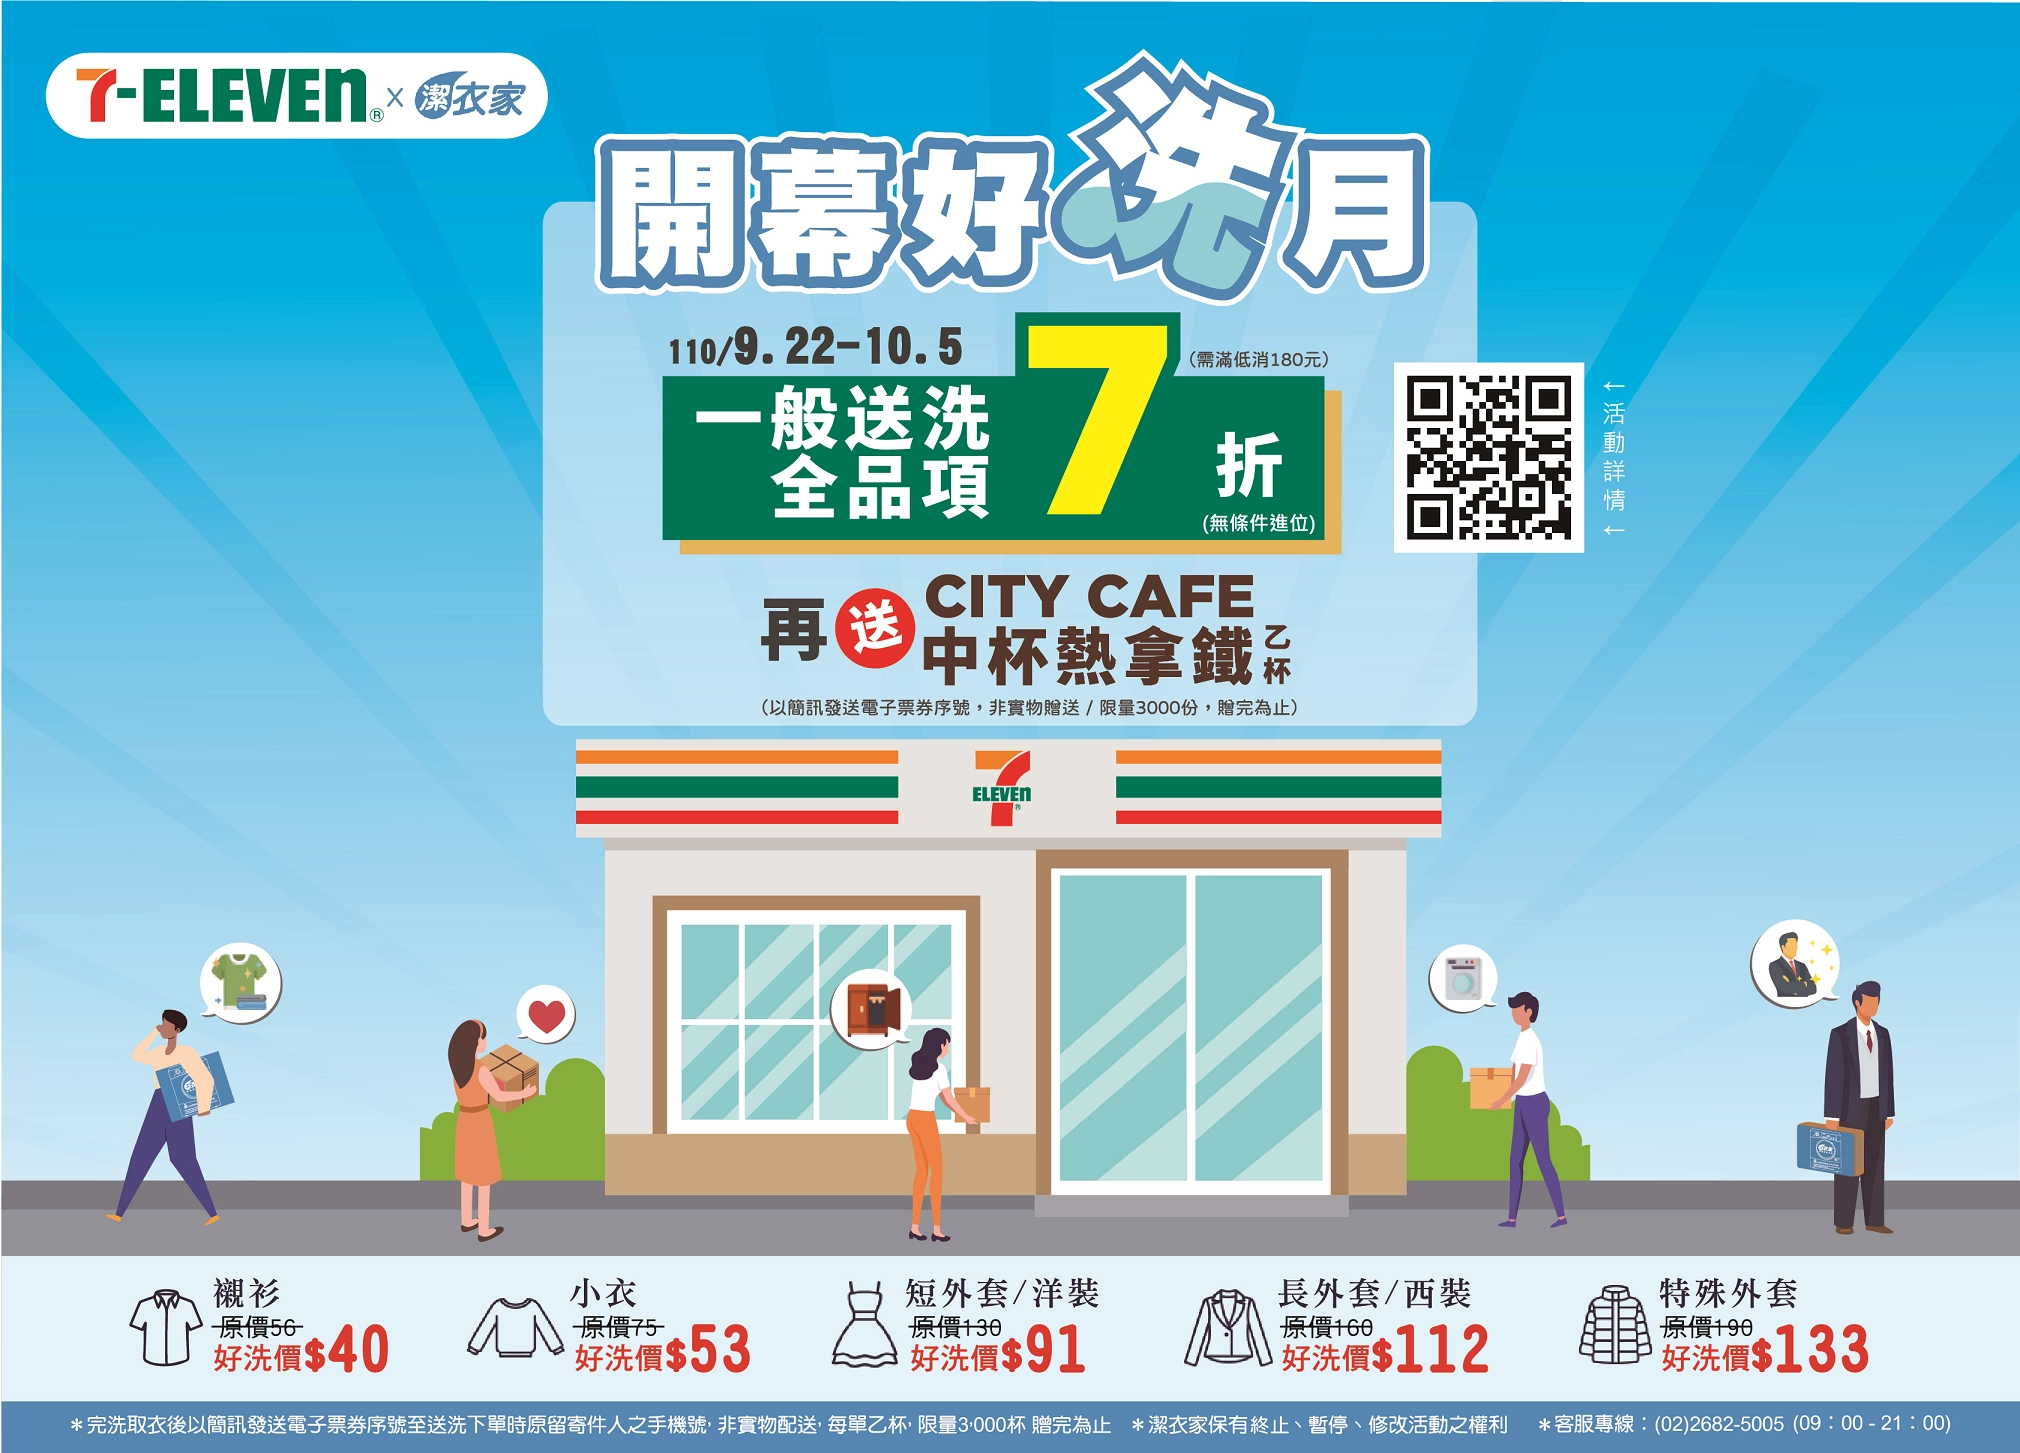 7-ELEVEn® x 潔衣家
開幕好洗月
110/9.22-10.5
(需滿低消180元)
一般送洗
全品項
7折
(無條件進位)
←活動詳情←
再送
CITY CAFE
中杯熱拿鐵乙杯
(以簡訊發送電子票券序號，非實物贈送 / 限量3000份，贈完為止)
7
ELEVEn
®
襯衫
原價56
好洗價$40
小衣
原價75
好洗價$53
短外套/洋裝
原價130
好洗價$91
長外套/西裝
原價160
好洗價$112
特殊外套
原價190
好洗價$133
＊完洗取衣後以簡訊發送電子票券序號至送洗下單時原留寄件人之手機號, 非實物配送, 每單乙杯, 限量3,000杯 贈完為止 ＊潔衣家保有終止、暫停、修改活動之權利 ＊客服專線：(02)2682-5005 (09：00 - 21：00)